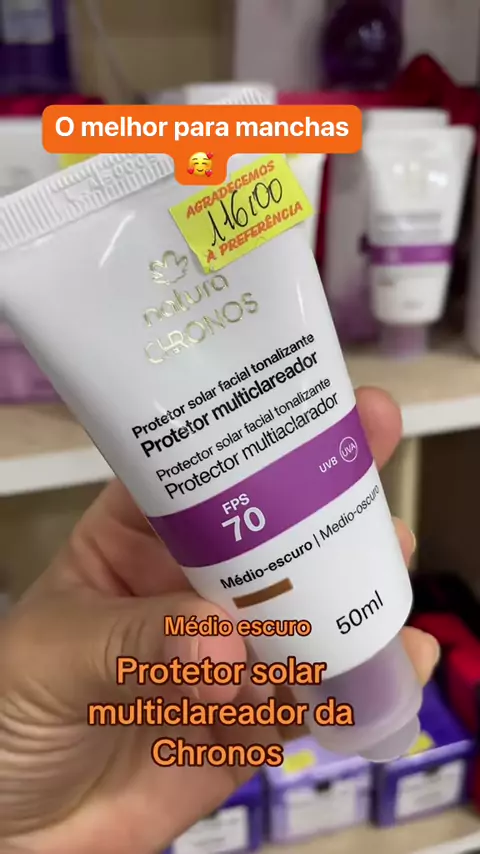 O melhor para manchas
🥰
AGRADECEMOS
116,00
À PREFERÊNCIA
natura
CHRONOS
Protetor solar facial tonalizante
Protetor multiclareador
Protector solar facial tonalizante
Protector multiaclarador
FPS
70
UVB UVA
Médio-escuro | Medio-oscuro
50ml
Médio escuro
Protetor solar
multiclareador da
Chronos